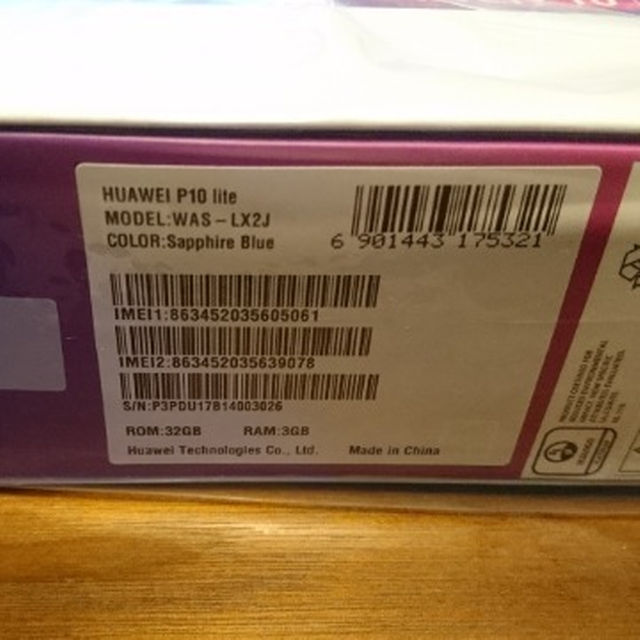 HUAWEI P10 lite
MODEL:WAS-LX2J
COLOR:Sapphire Blue
6 901443 175321
IMEI1:863452035605061
IMEI2:863452035639078
S/N:P3PDU17814003026
ROM:32GB RAM:3GB
Huawei Technologies Co., Ltd. Made in China